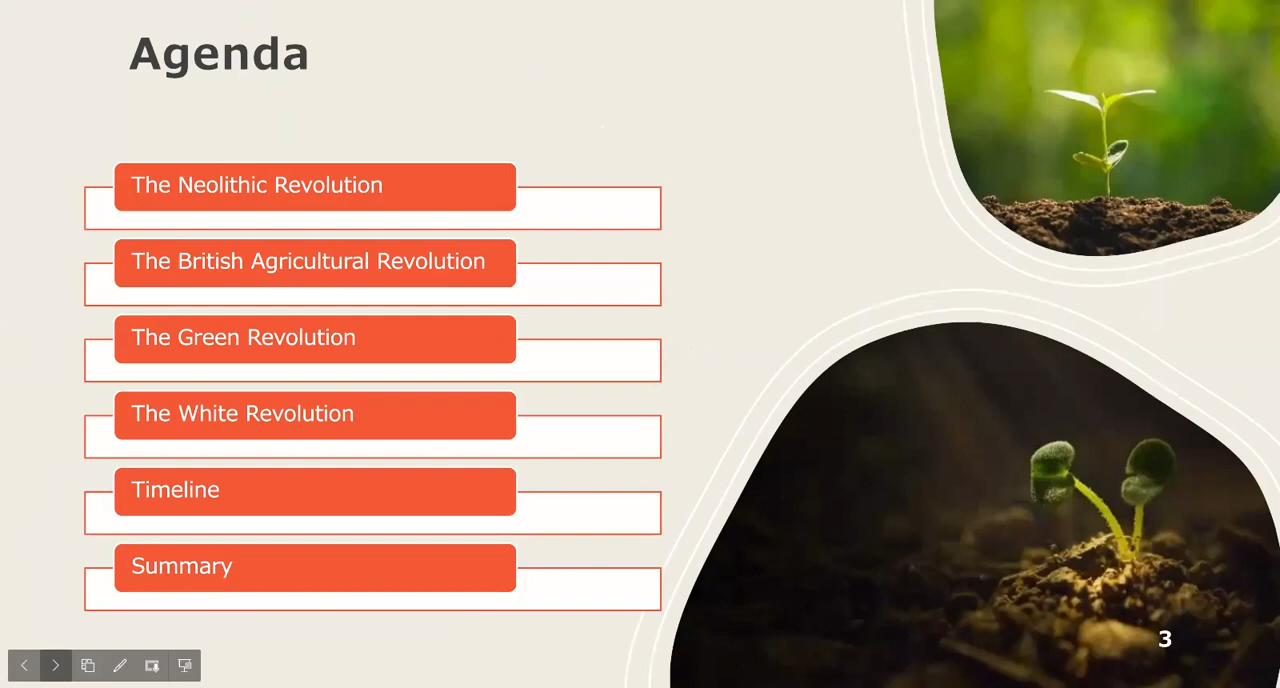 Agenda
The Neolithic Revolution
The British Agricultural Revolution
The Green Revolution
The White Revolution
Timeline
Summary
3